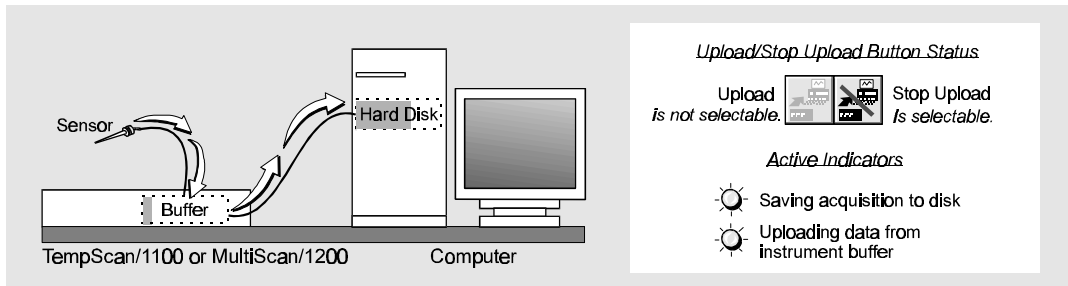 Sensor
Buffer
Hard Disk
TempScan/1100 or MultiScan/1200
Computer
Upload/Stop Upload Button Status
Upload
is not selectable.
Stop Upload
Is selectable.
Active Indicators
Saving acquisition to disk
Uploading data from
instrument buffer